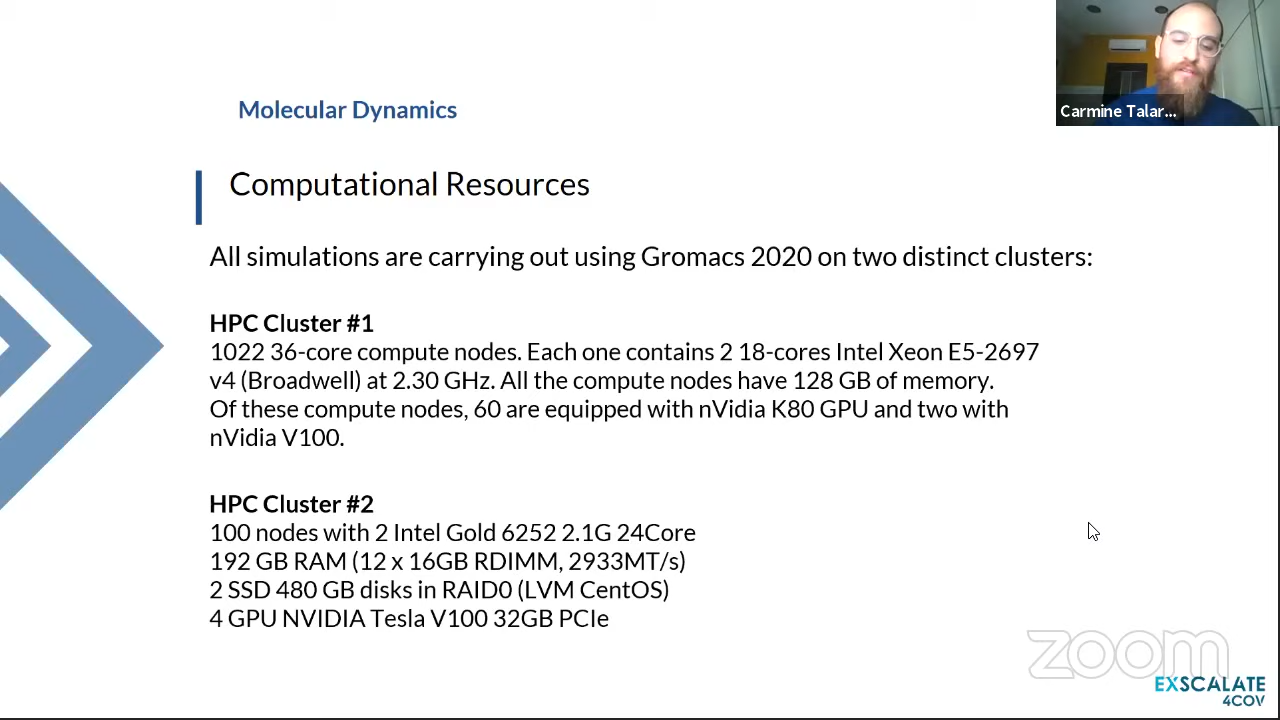 Carmine Talar...
Molecular Dynamics
Computational Resources
All simulations are carrying out using Gromacs 2020 on two distinct clusters:
HPC Cluster #1
1022 36-core compute nodes. Each one contains 2 18-cores Intel Xeon E5-2697
v4 (Broadwell) at 2.30 GHz. All the compute nodes have 128 GB of memory.
Of these compute nodes, 60 are equipped with nVidia K80 GPU and two with
nVidia V100.
HPC Cluster #2
100 nodes with 2 Intel Gold 6252 2.1G 24Core
192 GB RAM (12 x 16GB RDIMM, 2933MT/s)
2 SSD 480 GB disks in RAID0 (LVM CentOS)
4 GPU NVIDIA Tesla V100 32GB PCIe
zoom
EXSCALATE
4COV